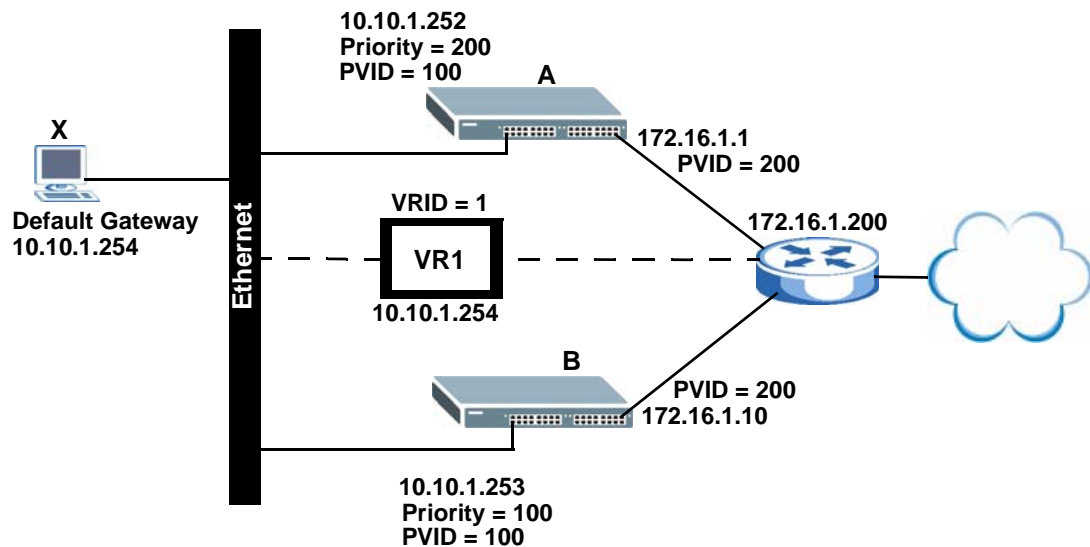 10.10.1.252
Priority = 200
PVID = 100
A
172.16.1.1
PVID = 200
X
Default Gateway
10.10.1.254
Ethernet
VRID = 1
VR1
10.10.1.254
172.16.1.200
B
PVID = 200
172.16.1.10
10.10.1.253
Priority = 100
PVID = 100